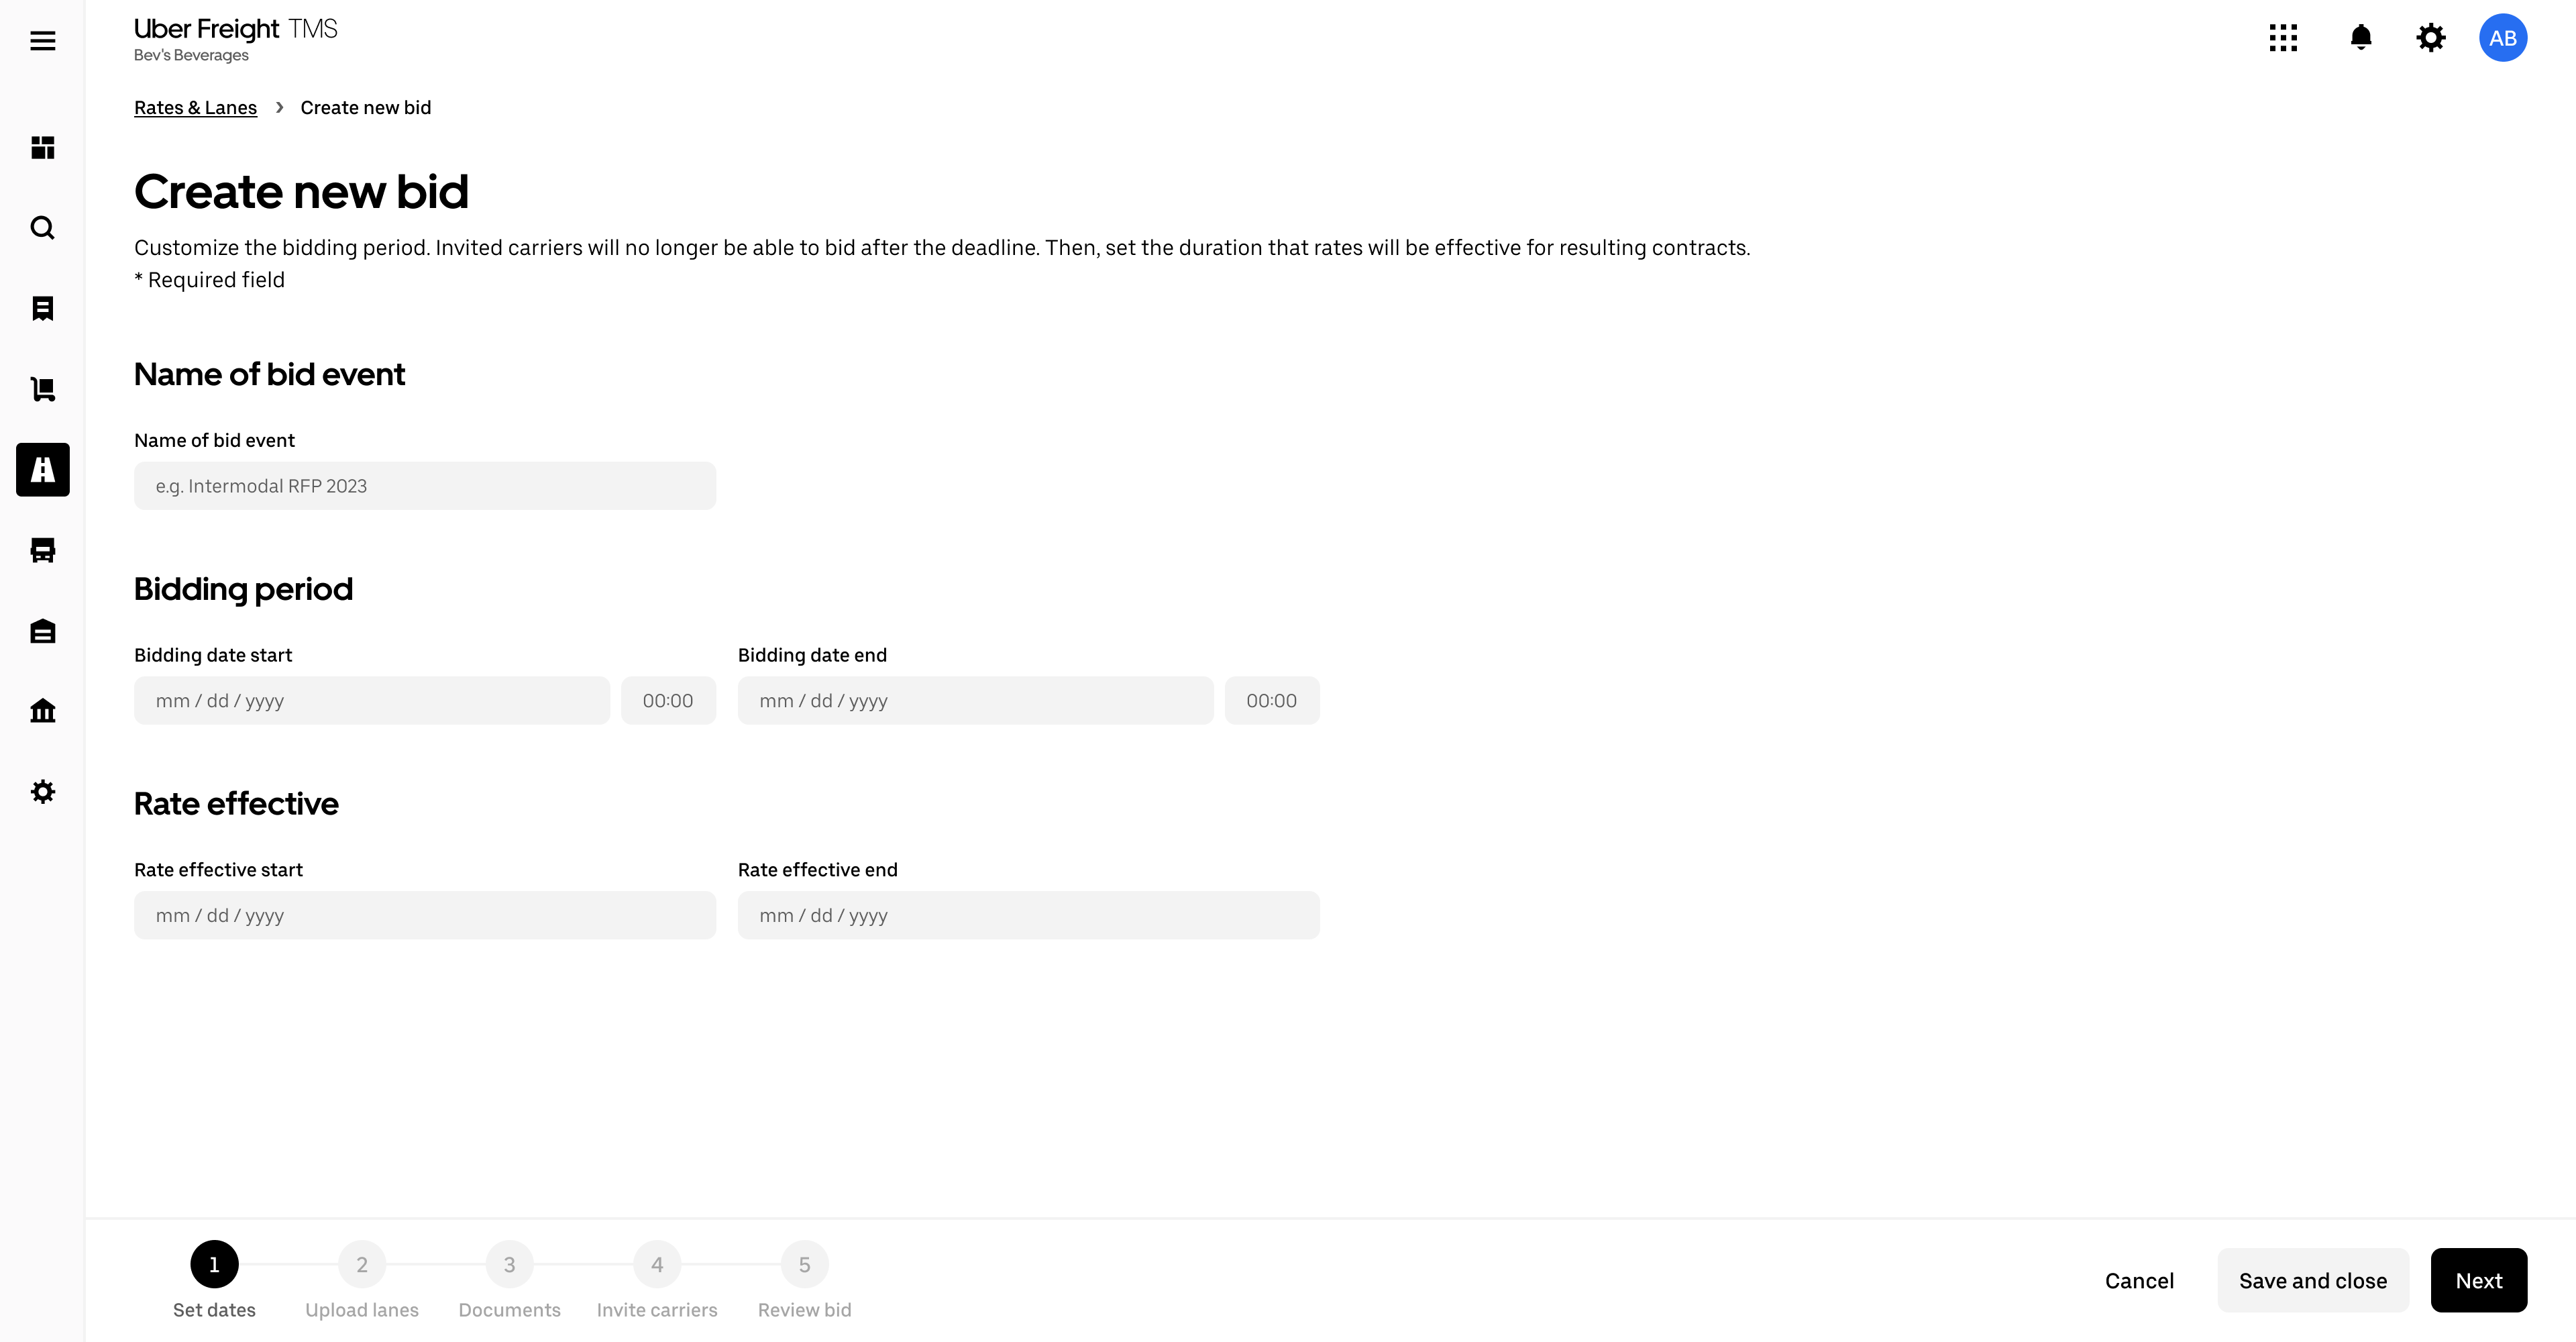 Uber Freight TMS
Bev's Beverages
AB
Rates & Lanes > Create new bid
Create new bid
Customize the bidding period. Invited carriers will no longer be able to bid after the deadline. Then, set the duration that rates will be effective for resulting contracts.
* Required field
Name of bid event
Name of bid event
e.g. Intermodal RFP 2023
Bidding period
Bidding date start
Bidding date end
mm / dd / yyyy
00:00
mm / dd / yyyy
00:00
Rate effective
Rate effective start
Rate effective end
mm / dd / yyyy
mm / dd / yyyy
1
2
3
4
5
Set dates
Upload lanes
Documents
Invite carriers
Review bid
Cancel
Save and close
Next